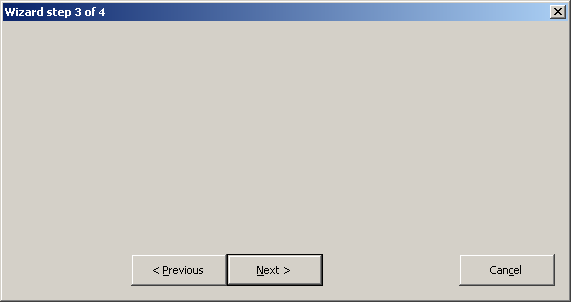 Wizard step 3 of 4
< Previous
Next >
Cancel